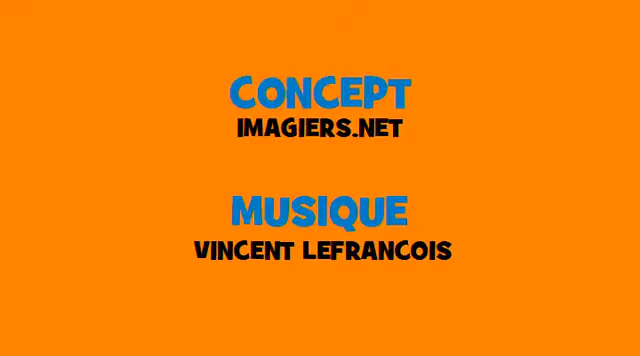 CONCEPT
IMAGIERS.NET
MUSIQUE
VINCENT LEFRANCOIS